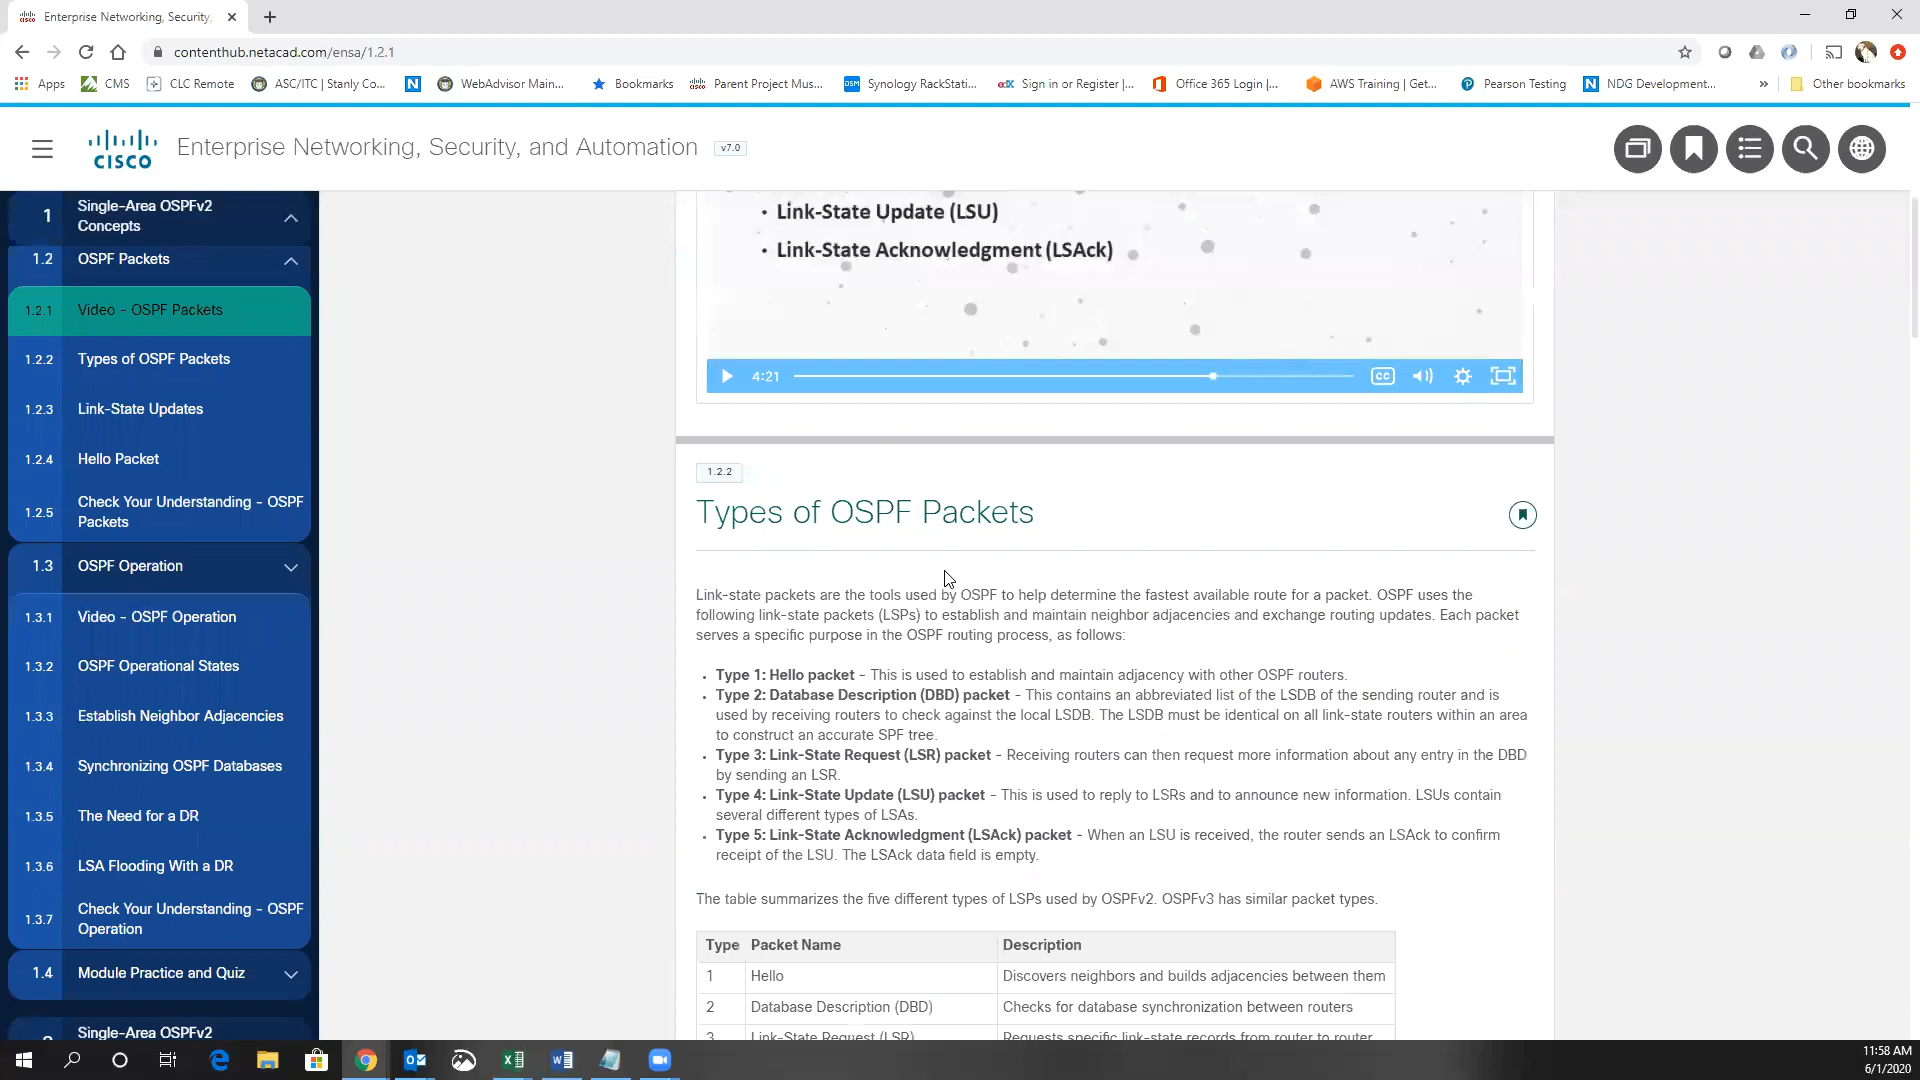 Enterprise Networking, Security,
contenthub.netacad.com/ensa/1.2.1
Apps CMS CLC Remote ASC/ITC | Stanly Co... WebAdvisor Main... Bookmarks Parent Project Mus... DSM Synology RackStati... edX Sign in or Register |... Office 365 Login |... AWS Training | Get... Pearson Testing N NDG Development... » Other bookmarks
CISCO Enterprise Networking, Security, and Automation v7.0
1 Single-Area OSPFv2
Concepts
1.2 OSPF Packets
1.2.1 Video - OSPF Packets
1.2.2 Types of OSPF Packets
1.2.3 Link-State Updates
1.2.4 Hello Packet
1.2.5 Check Your Understanding - OSPF
Packets
1.3 OSPF Operation
1.3.1 Video - OSPF Operation
1.3.2 OSPF Operational States
1.3.3 Establish Neighbor Adjacencies
1.3.4 Synchronizing OSPF Databases
1.3.5 The Need for a DR
1.3.6 LSA Flooding With a DR
1.3.7 Check Your Understanding - OSPF
Operation
1.4 Module Practice and Quiz
Single-Area OSPFv2
• Link-State Update (LSU)
• Link-State Acknowledgment (LSAck)
4:21 CC
1.2.2
Types of OSPF Packets
Link-state packets are the tools used by OSPF to help determine the fastest available route for a packet. OSPF uses the
following link-state packets (LSPs) to establish and maintain neighbor adjacencies and exchange routing updates. Each packet
serves a specific purpose in the OSPF routing process, as follows:
• Type 1: Hello packet - This is used to establish and maintain adjacency with other OSPF routers.
• Type 2: Database Description (DBD) packet - This contains an abbreviated list of the LSDB of the sending router and is
used by receiving routers to check against the local LSDB. The LSDB must be identical on all link-state routers within an area
to construct an accurate SPF tree.
• Type 3: Link-State Request (LSR) packet - Receiving routers can then request more information about any entry in the DBD
by sending an LSR.
• Type 4: Link-State Update (LSU) packet - This is used to reply to LSRs and to announce new information. LSUs contain
several different types of LSAs.
• Type 5: Link-State Acknowledgment (LSAck) packet - When an LSU is received, the router sends an LSAck to confirm
receipt of the LSU. The LSAck data field is empty.
The table summarizes the five different types of LSPs used by OSPFv2. OSPFv3 has similar packet types.
Type Packet Name Description
1 Hello Discovers neighbors and builds adjacencies between them
2 Database Description (DBD) Checks for database synchronization between routers
3 Link-State Request (LSR) Requests specific link-state records from router to router
11:58 AM
6/1/2020